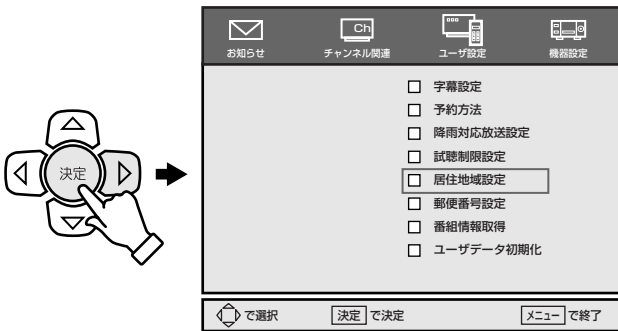 Ch
お知らせ チャンネル関連 ユーザ設定 機器設定
字幕設定
予約方法
降雨対応放送設定
試聴制限設定
居住地域設定
郵便番号設定
番組情報取得
ユーザデータ初期化
決定
で選択 決定 で決定 メニュー で終了